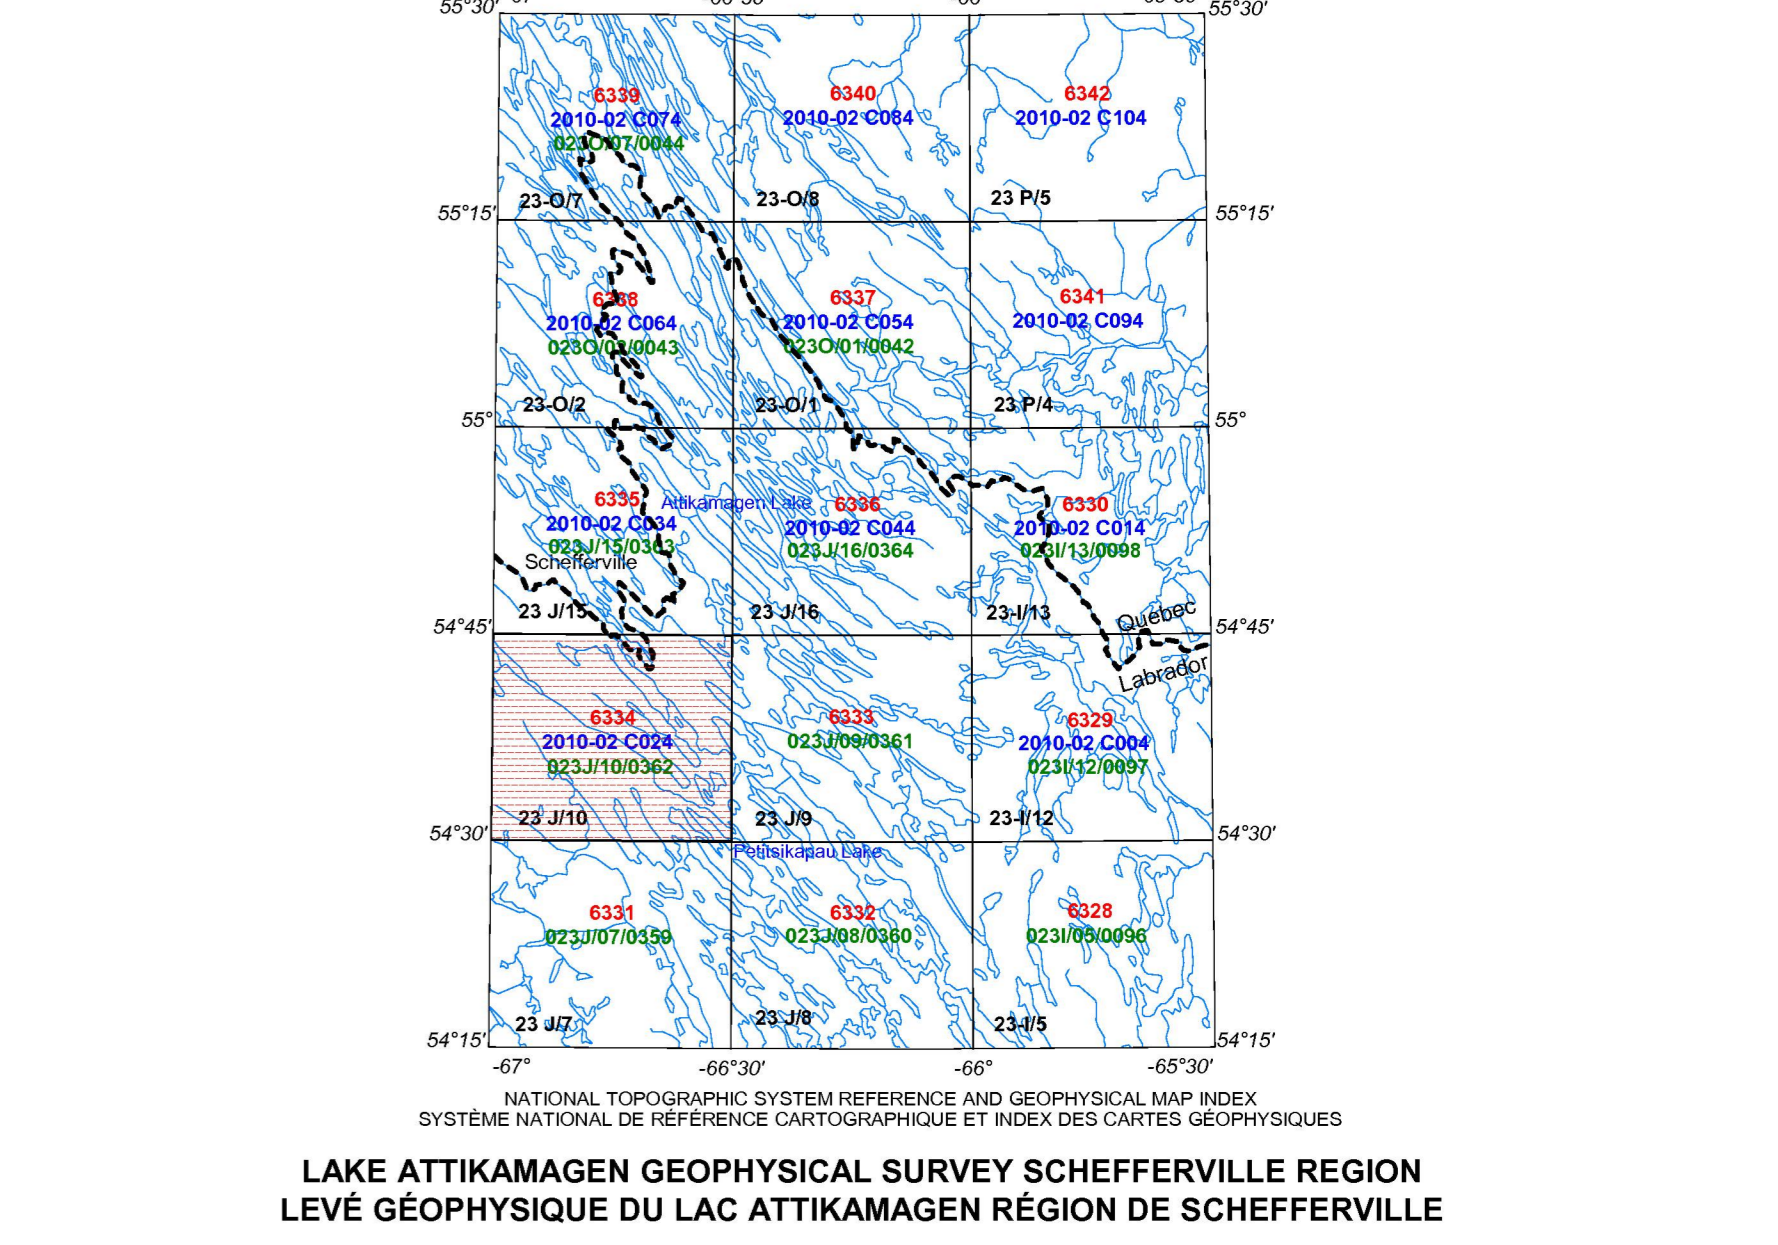 55°30'
55°30'
6339
6340
6342
2010-02 C074
2010-02 C084
2010-02 C104
023O/07/0044
23-O/7
23-O/8
23 P/5
55°15'
55°15'
6338
6337
6341
2010-02 C064
2010-02 C054
2010-02 C094
023O/02/0043
023O/01/0042
23-O/2
23-O/1
23 P/4
55°
55°
6335
Attikamagen Lake
6336
6330
2010-02 C034
2010-02 C044
2010-02 C014
023J/15/0363
023J/16/0364
023I/13/0098
Schefferville
23 J/15
23 J/16
23-I/13
Québec
54°45'
54°45'
Labrador
6334
6333
6329
2010-02 C024
023J/09/0361
2010-02 C004
023J/10/0362
023I/12/0097
23 J/10
23 J/9
23-I/12
54°30'
54°30'
Petitsikapau Lake
6331
6332
6328
023J/07/0359
023J/08/0360
023I/05/0096
23 J/7
23 J/8
23-I/5
54°15'
54°15'
-67°
-66°30'
-66°
-65°30'
NATIONAL TOPOGRAPHIC SYSTEM REFERENCE AND GEOPHYSICAL MAP INDEX
SYSTÈME NATIONAL DE RÉFÉRENCE CARTOGRAPHIQUE ET INDEX DES CARTES GÉOPHYSIQUES
LAKE ATTIKAMAGEN GEOPHYSICAL SURVEY SCHEFFERVILLE REGION
LEVÉ GÉOPHYSIQUE DU LAC ATTIKAMAGEN RÉGION DE SCHEFFERVILLE